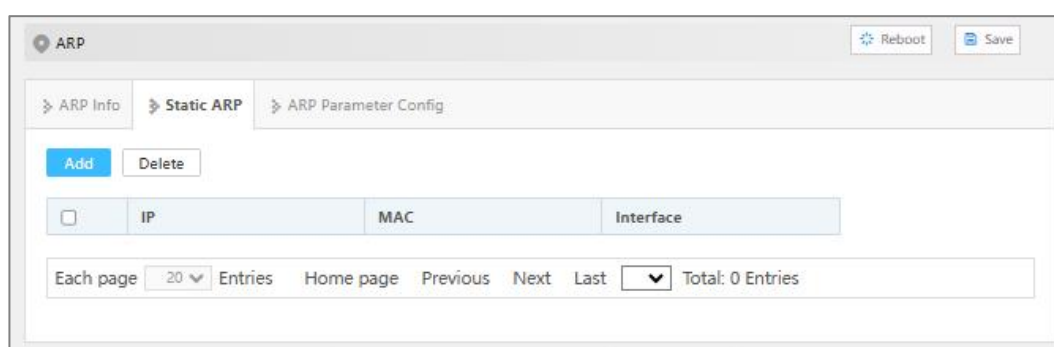 ARP Reboot Save
ARP Info Static ARP ARP Parameter Config
Add Delete
IP MAC Interface
Each page 20 Entries Home page Previous Next Last Total: 0 Entries